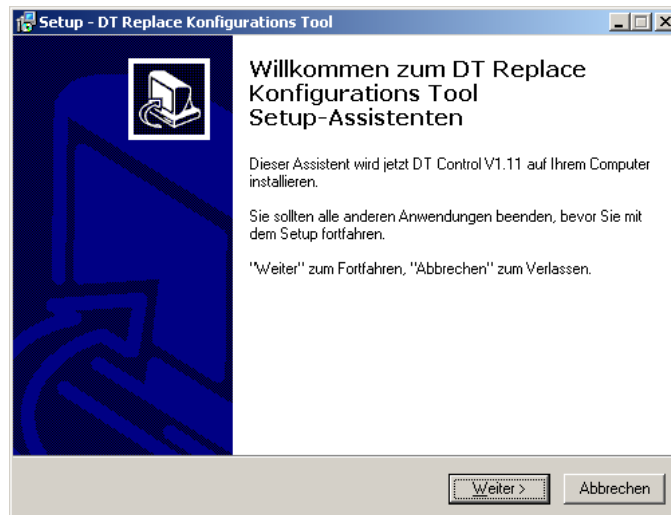 Setup - DT Replace Konfigurations Tool
Willkommen zum DT Replace
Konfigurations Tool
Setup-Assistenten
Dieser Assistent wird jetzt DT Control V1.11 auf Ihrem Computer
installieren.
Sie sollten alle anderen Anwendungen beenden, bevor Sie mit
dem Setup fortfahren.
"Weiter" zum Fortfahren, "Abbrechen" zum Verlassen.
Weiter >
Abbrechen